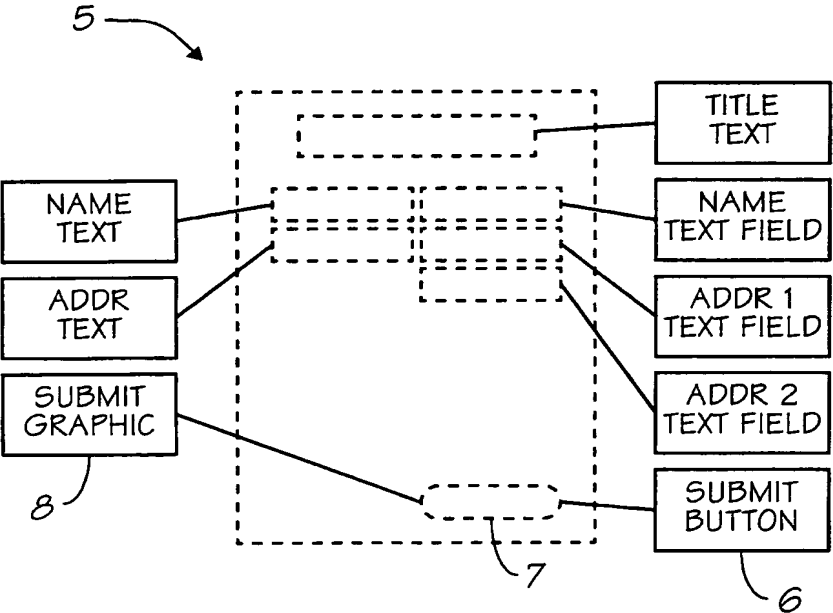 5
TITLE
TEXT
NAME
TEXT
NAME
TEXT FIELD
ADDR
TEXT
ADDR 1
TEXT FIELD
SUBMIT
GRAPHIC
ADDR 2
TEXT FIELD
8
SUBMIT
BUTTON
7
6